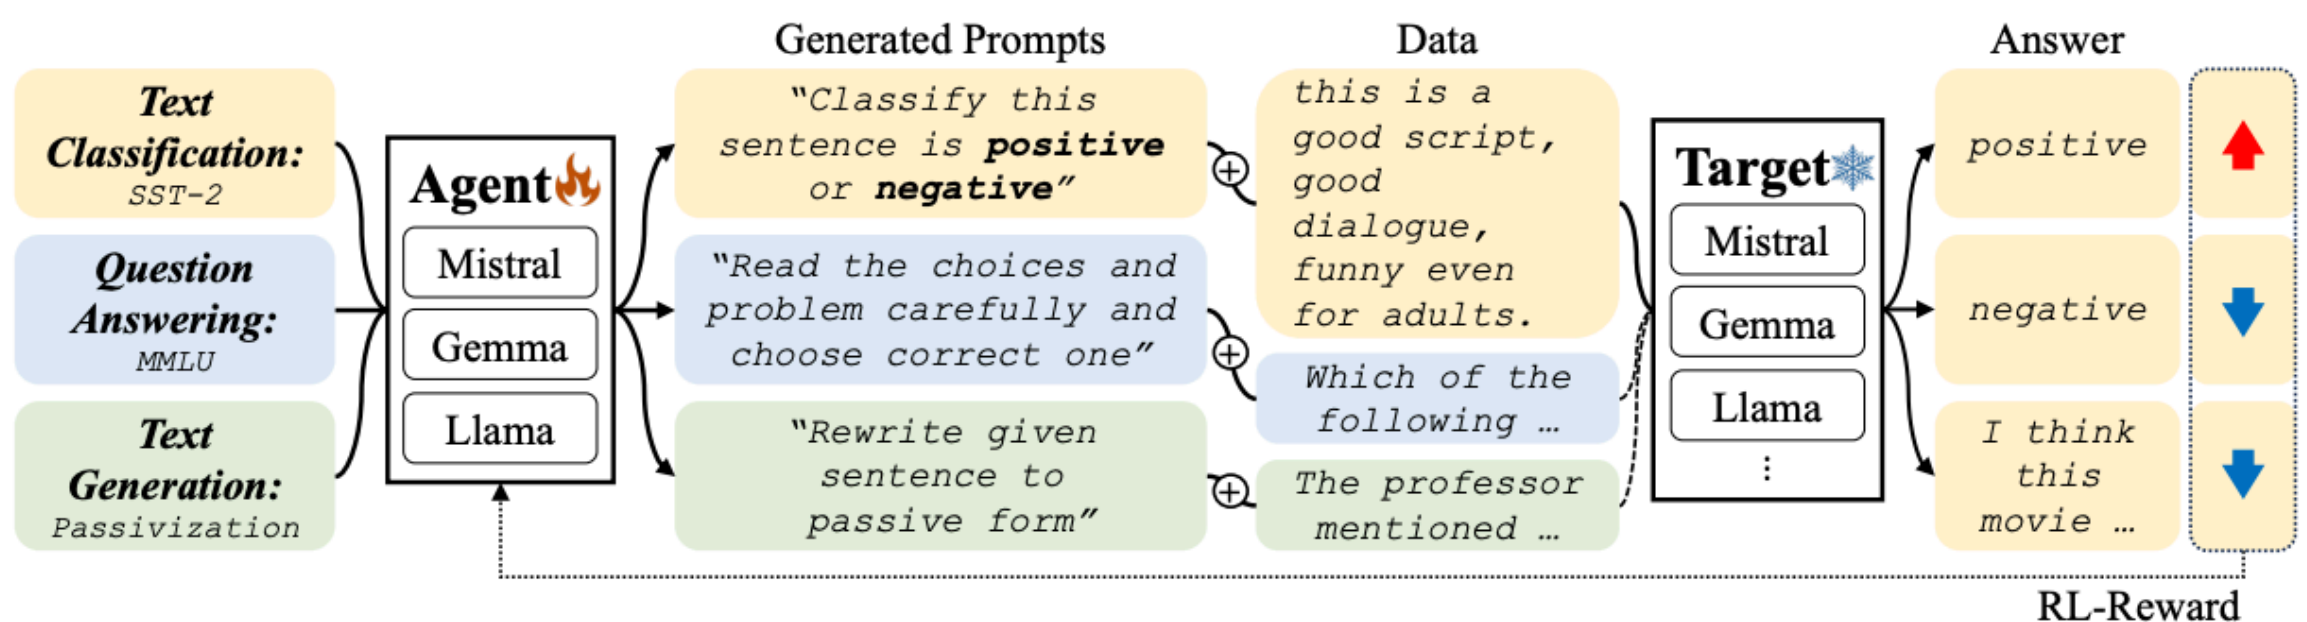 Generated Prompts
Data
Answer
Text
Classification:
SST-2
Question
Answering:
MMLU
Text
Generation:
Passivization
Agent
Mistral
Gemma
Llama
“Classify this
sentence is positive
or negative”
“Read the choices and
problem carefully and
choose correct one”
“Rewrite given
sentence to
passive form”
this is a
good script,
good
dialogue,
funny even
for adults.
Which of the
following …
The professor
mentioned …
Target
Mistral
Gemma
Llama
⋮
positive
negative
I think
this
movie …
RL-Reward